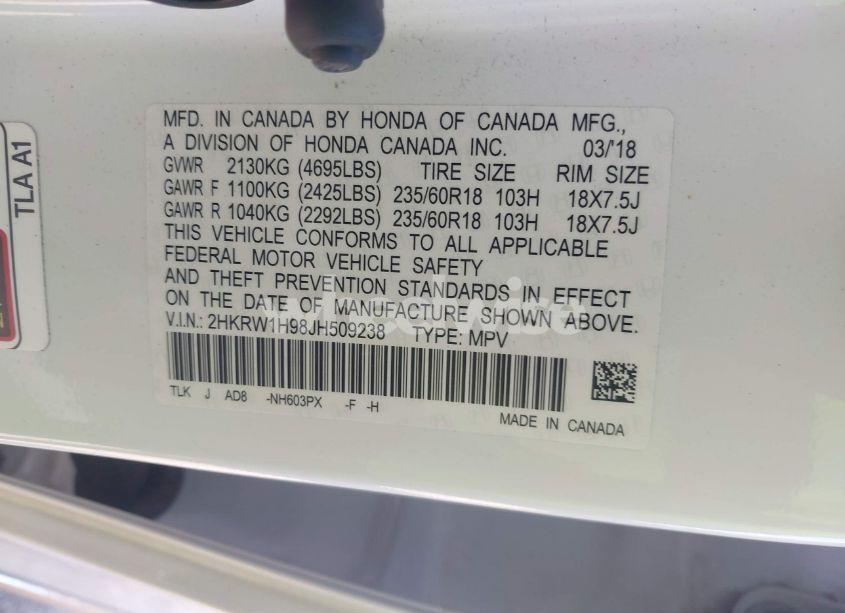 MFD. IN CANADA BY HONDA OF CANADA MFG.,
A DIVISION OF HONDA CANADA INC. 03/'18
GVWR 2130KG (4695LBS) TIRE SIZE RIM SIZE
GAWR F 1100KG (2425LBS) 235/60R18 103H 18X7.5J
GAWR R 1040KG (2292LBS) 235/60R18 103H 18X7.5J
THIS VEHICLE CONFORMS TO ALL APPLICABLE
FEDERAL MOTOR VEHICLE SAFETY
AND THEFT PREVENTION STANDARDS IN EFFECT
ON THE DATE OF MANUFACTURE SHOWN ABOVE.
V.I.N.: 2HKRW1H98JH509238 TYPE: MPV
TLK J AD8 -NH603PX -F -H
MADE IN CANADA
TLA A1